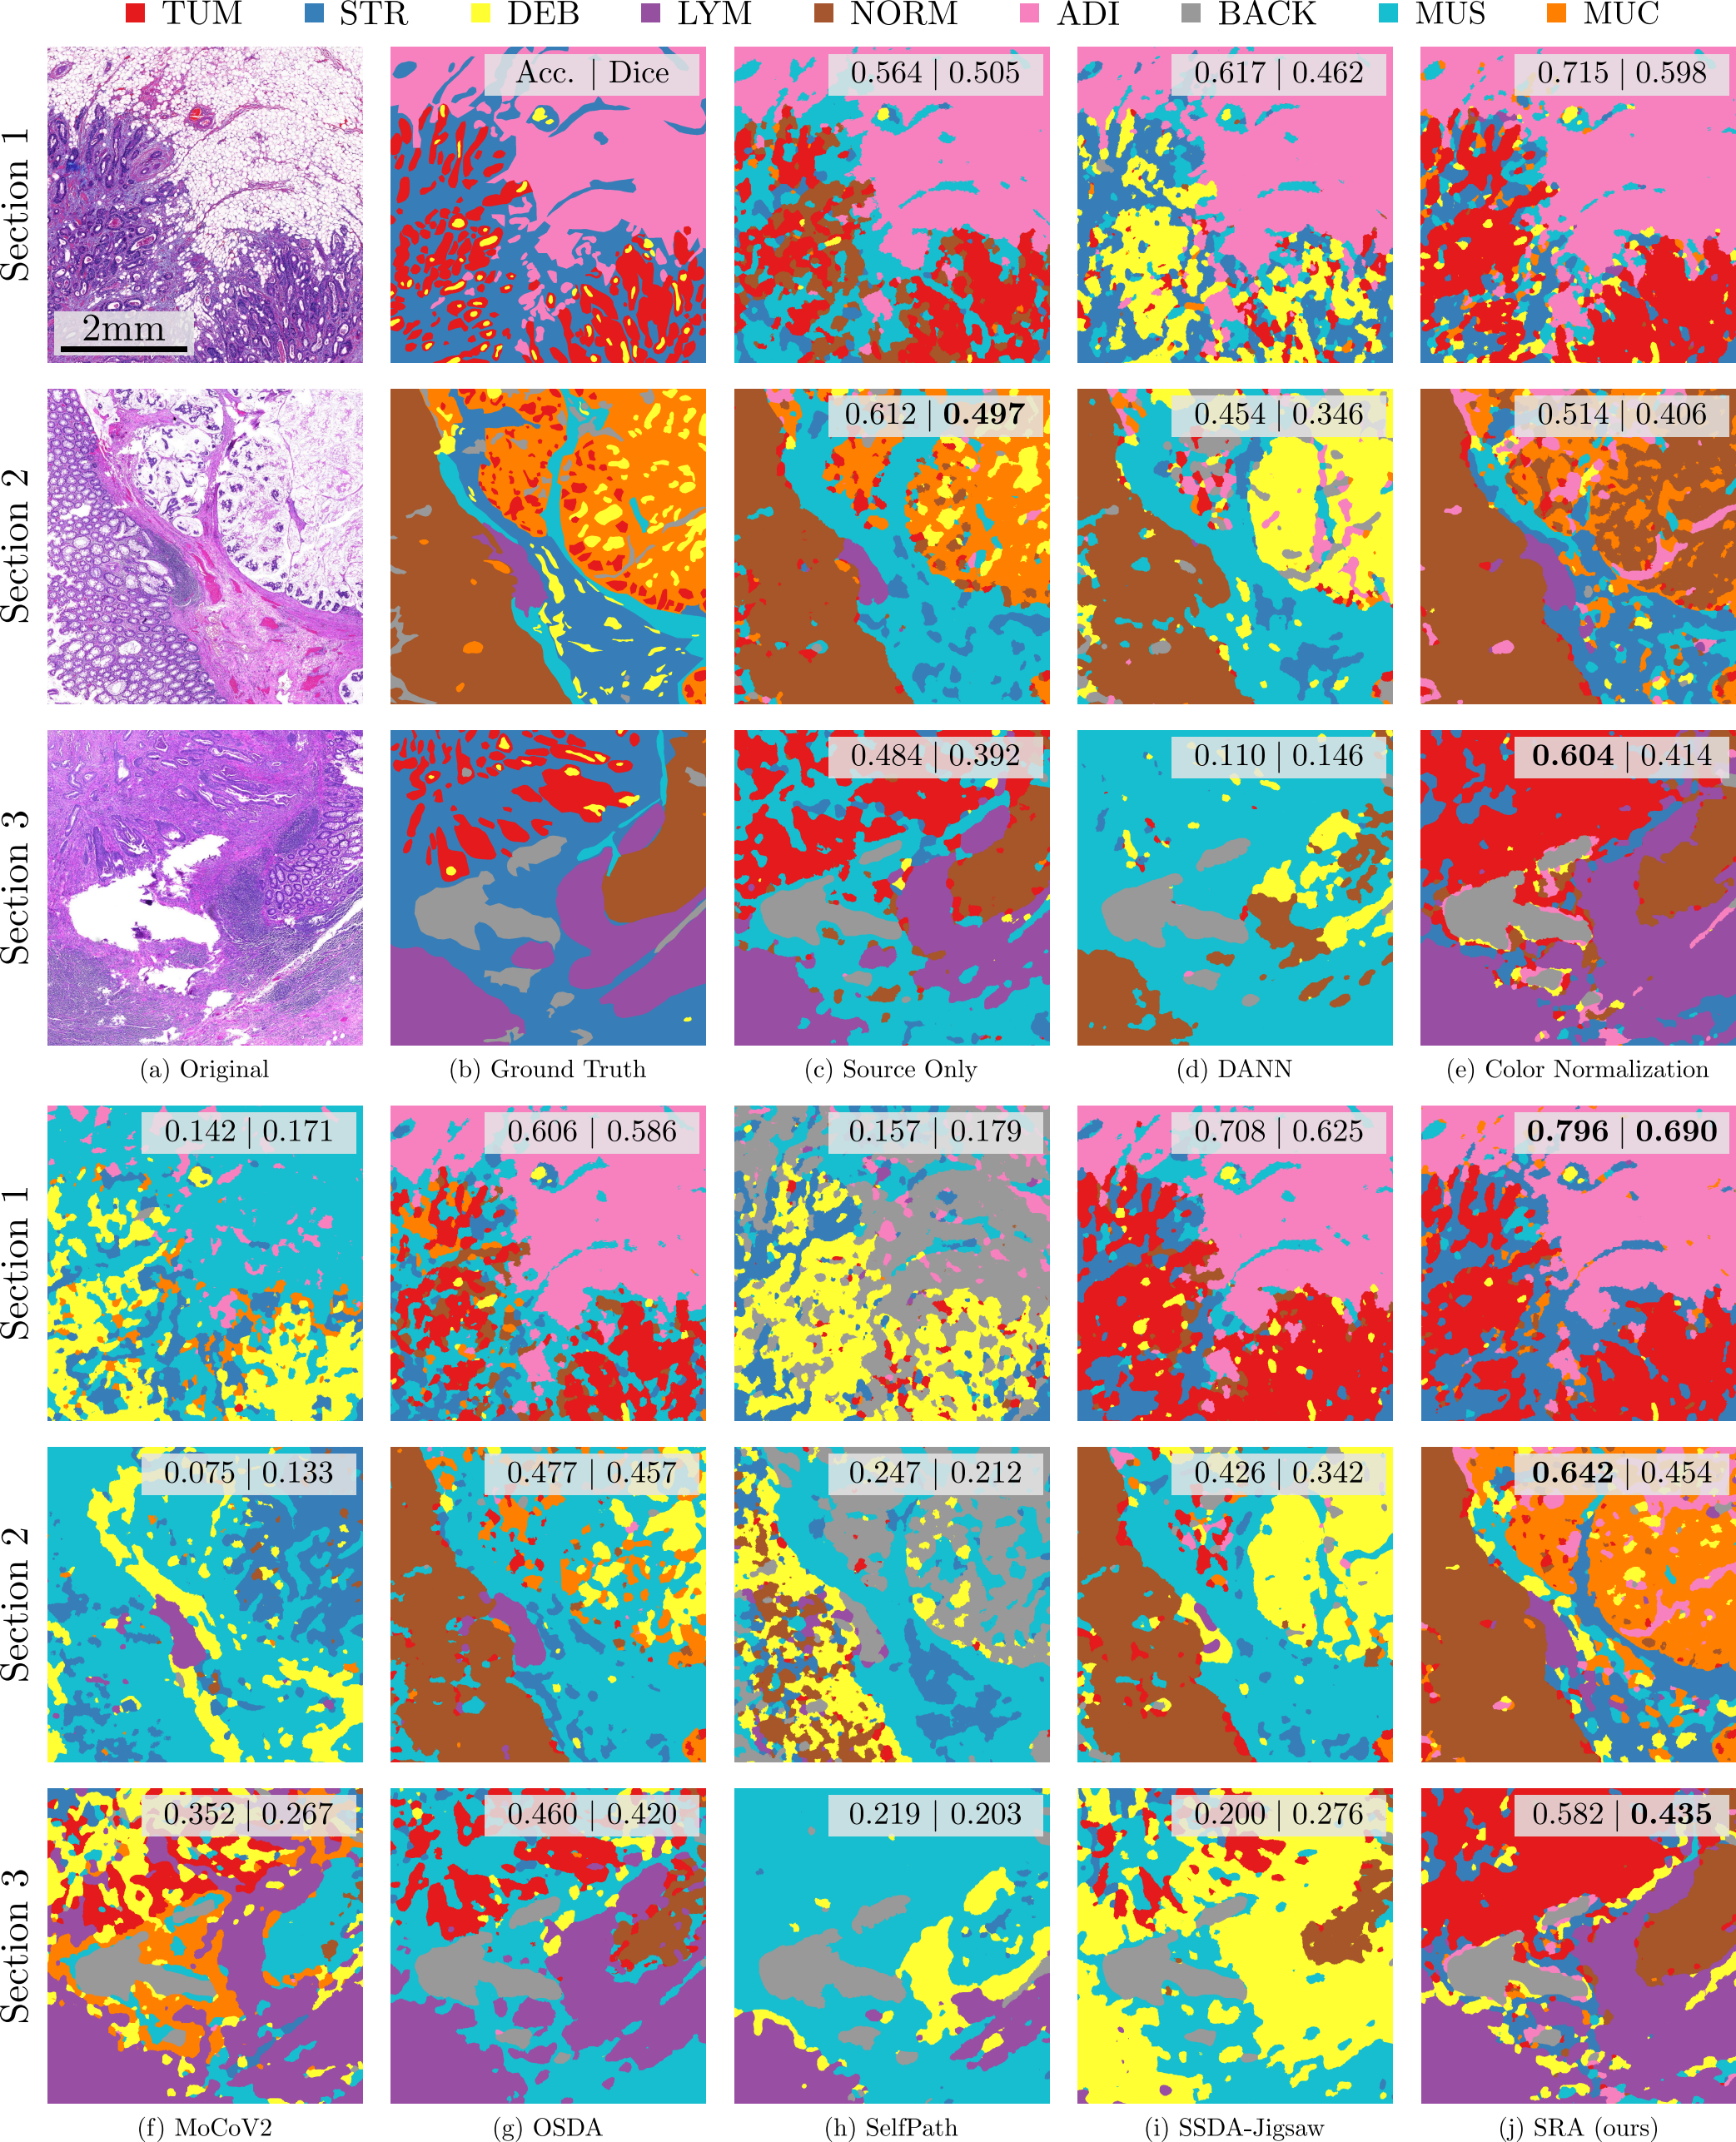 TUM STR DEB LYM NORM ADI BACK MUS MUC
Section 1
2mm
Acc. | Dice
0.564 | 0.505
0.617 | 0.462
0.715 | 0.598
Section 2
0.612 | 0.497
0.454 | 0.346
0.514 | 0.406
Section 3
0.484 | 0.392
0.110 | 0.146
0.604 | 0.414
(a) Original
(b) Ground Truth
(c) Source Only
(d) DANN
(e) Color Normalization
Section 1
0.142 | 0.171
0.606 | 0.586
0.157 | 0.179
0.708 | 0.625
0.796 | 0.690
Section 2
0.075 | 0.133
0.477 | 0.457
0.247 | 0.212
0.426 | 0.342
0.642 | 0.454
Section 3
0.352 | 0.267
0.460 | 0.420
0.219 | 0.203
0.200 | 0.276
0.582 | 0.435
(f) MoCoV2
(g) OSDA
(h) SelfPath
(i) SSDA-Jigsaw
(j) SRA (ours)